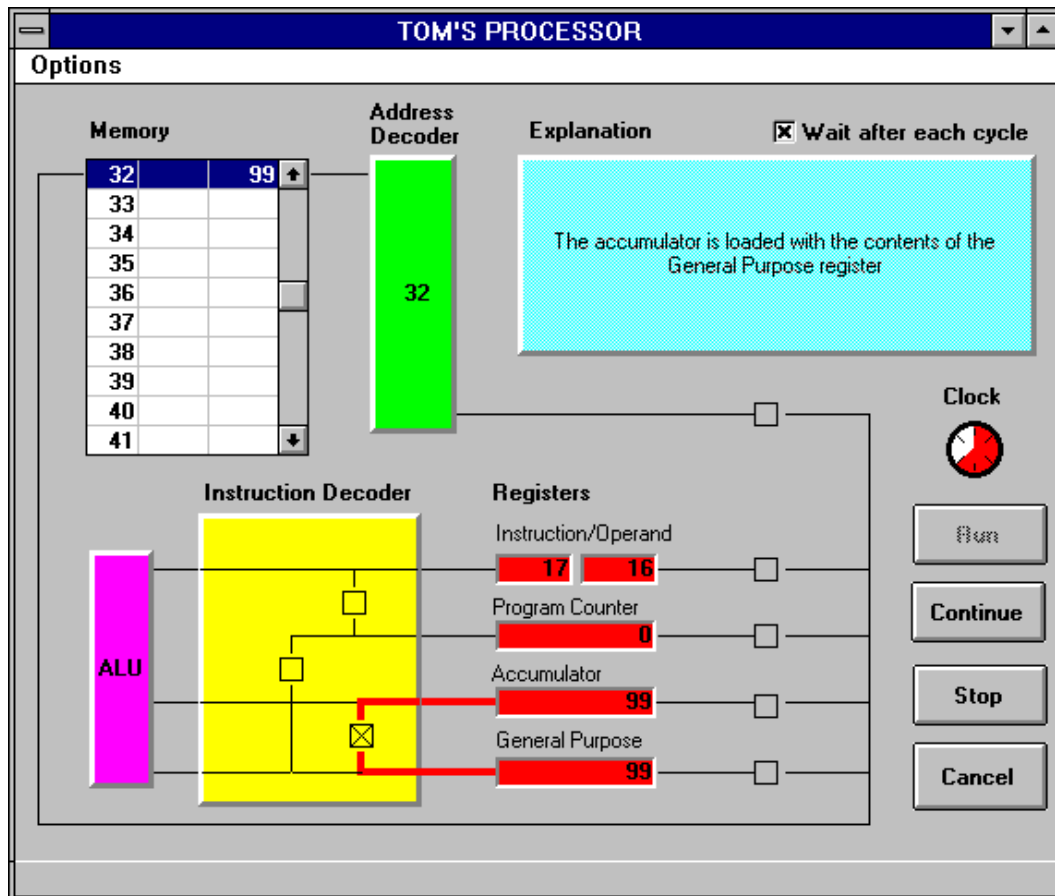 TOM'S PROCESSOR
Options
Memory
Address
Decoder
Explanation
Wait after each cycle
32 99
33
34
35
36
37
38
39
40
41
32
The accumulator is loaded with the contents of the
General Purpose register
Clock
Instruction Decoder
Registers
Instruction/Operand
17 16
Run
Program Counter
0
Continue
ALU
Accumulator
99
Stop
General Purpose
99
Cancel